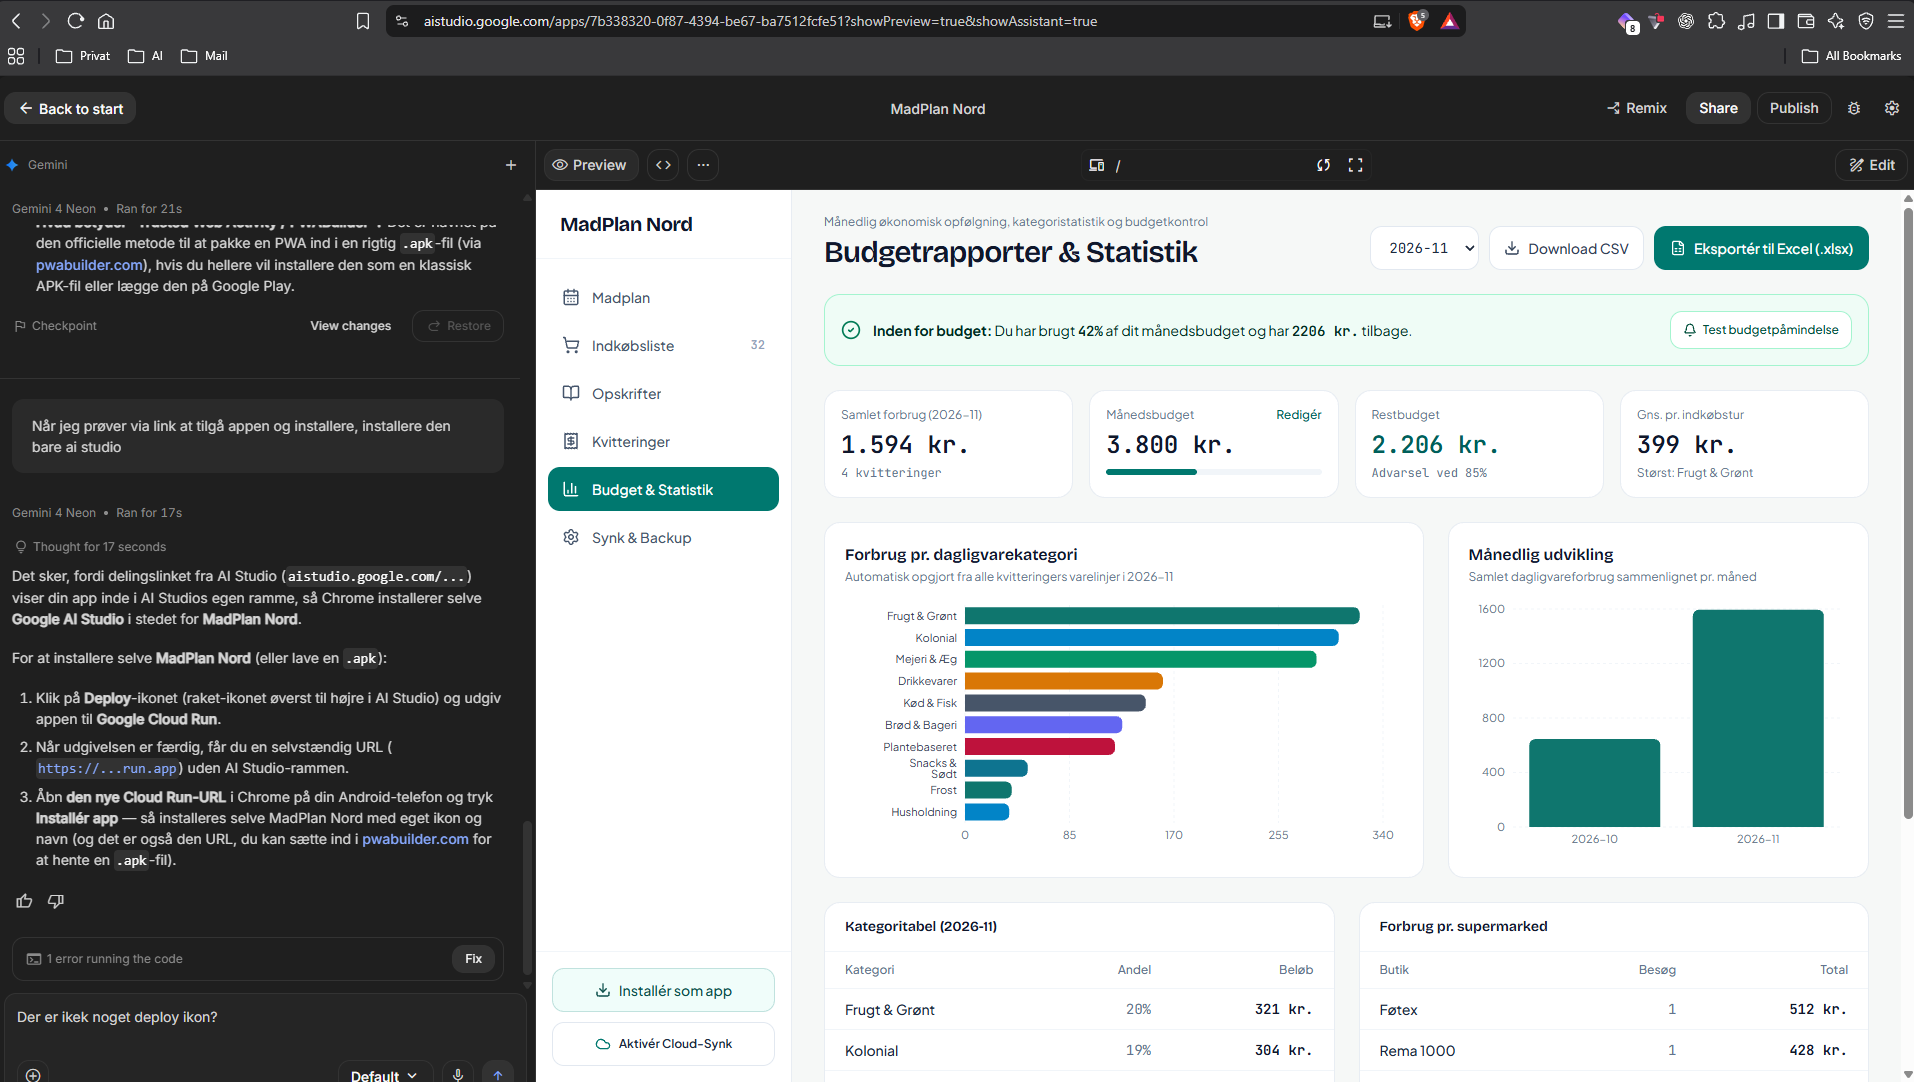 aistudio.google.com/apps/7b338320-0f87-4394-be67-ba7512fcfe51?showPreview=true&showAssistant=true
5
8
Privat
AI
Mail
All Bookmarks
Back to start
MadPlan Nord
Remix
Share
Publish
Gemini
Preview
/
Edit
Gemini 4 Neon • Ran for 21s
den officielle metode til at pakke en PWA ind i en rigtig .apk-fil (via
pwabuilder.com), hvis du hellere vil installere den som en klassisk
APK-fil eller lægge den på Google Play.
Checkpoint
View changes
Restore
Når jeg prøver via link at tilgå appen og installere, installere den
bare ai studio
Gemini 4 Neon • Ran for 17s
Thought for 17 seconds
Det sker, fordi delingslinket fra AI Studio (aistudio.google.com/...)
viser din app inde i AI Studios egen ramme, så Chrome installerer selve
Google AI Studio i stedet for MadPlan Nord.
For at installere selve MadPlan Nord (eller lave en .apk):
1. Klik på Deploy-ikonet (raket-ikonet øverst til højre i AI Studio) og udgiv
appen til Google Cloud Run.
2. Når udgivelsen er færdig, får du en selvstændig URL (
https://...run.app) uden AI Studio-rammen.
3. Åbn den nye Cloud Run-URL i Chrome på din Android-telefon og tryk
Installér app — så installeres selve MadPlan Nord med eget ikon og
navn (og det er også den URL, du kan sætte ind i pwabuilder.com for
at hente en .apk-fil).
1 error running the code
Fix
Der er ikek noget deploy ikon?
Default
MadPlan Nord
Madplan
Indkøbsliste
32
Opskrifter
Kvitteringer
Budget & Statistik
Synk & Backup
Installér som app
Aktivér Cloud-Synk
Månedlig økonomisk opfølgning, kategoristatistik og budgetkontrol
Budgetrapporter & Statistik
2026-11
Download CSV
Eksportér til Excel (.xlsx)
Inden for budget: Du har brugt 42% af dit månedsbudget og har 2206 kr. tilbage.
Test budgetpåmindelse
Samlet forbrug (2026-11)
1.594 kr.
4 kvitteringer
Månedsbudget
Redigér
3.800 kr.
Restbudget
2.206 kr.
Advarsel ved 85%
Gns. pr. indkøbstur
399 kr.
Størst: Frugt & Grønt
Forbrug pr. dagligvarekategori
Automatisk opgjort fra alle kvitteringers varelinjer i 2026-11
Frugt & Grønt
Kolonial
Mejeri & Æg
Drikkevarer
Kød & Fisk
Brød & Bageri
Plantebaseret
Snacks &
Sødt
Frost
Husholdning
0
85
170
255
340
Månedlig udvikling
Samlet dagligvareforbrug sammenlignet pr. måned
1600
1200
800
400
0
2026-10
2026-11
Kategoritabel (2026-11)
Kategori
Andel
Beløb
Frugt & Grønt
20%
321 kr.
Kolonial
19%
304 kr.
Forbrug pr. supermarked
Butik
Besøg
Total
Føtex
1
512 kr.
Rema 1000
1
428 kr.